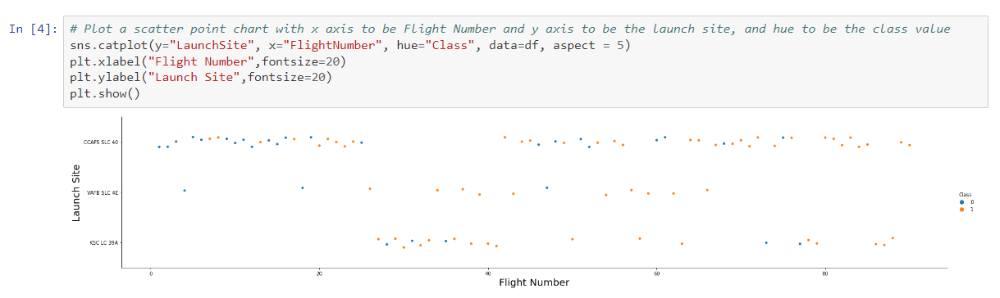 In [4]: # Plot a scatter point chart with x axis to be Flight Number and y axis to be the launch site, and hue to be the class value
sns.catplot(y="LaunchSite", x="FlightNumber", hue="Class", data=df, aspect = 5)
plt.xlabel("Flight Number",fontsize=20)
plt.ylabel("Launch Site",fontsize=20)
plt.show()
CCAFS SLC 40
VAFB SLC 4E
KSC LC 39A
Launch Site
Class
0
1
0 20 40 60 80
Flight Number